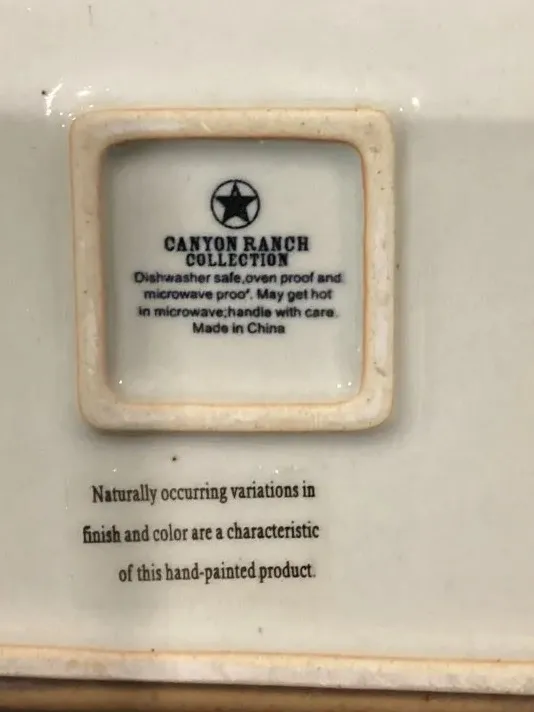 CANYON RANCH
COLLECTION
Dishwasher safe,oven proof and
microwave proof. May get hot
in microwave;handle with care.
Made in China
Naturally occurring variations in
finish and color are a characteristic
of this hand-painted product.